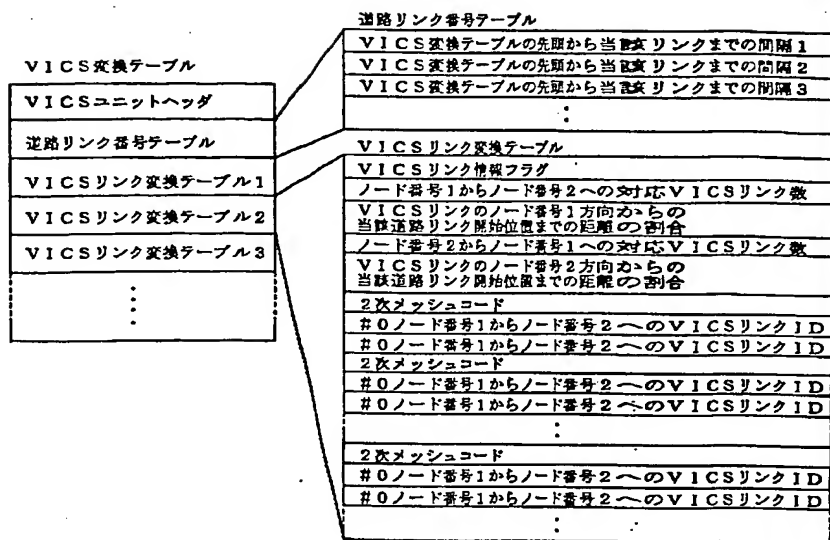 VICS変換テーブル
VICSユニットヘッダ
道路リンク番号テーブル
VICSリンク変換テーブル1
VICSリンク変換テーブル2
VICSリンク変換テーブル3
道路リンク番号テーブル
VICS変換テーブルの先頭から当該リンクまでの間隔1
VICS変換テーブルの先頭から当該リンクまでの間隔2
VICS変換テーブルの先頭から当該リンクまでの間隔3
VICSリンク変換テーブル
VICSリンク情報フラグ
ノード番号1からノード番号2への対応VICSリンク数
VICSリンクのノード番号1方向からの
当該道路リンク開始位置までの距離の割合
ノード番号2からノード番号1への対応VICSリンク数
VICSリンクのノード番号2方向からの
当該道路リンク開始位置までの距離の割合
2次メッシュコード
#0ノード番号1からノード番号2へのVICSリンクID
#0ノード番号1からノード番号2へのVICSリンクID
2次メッシュコード
#0ノード番号1からノード番号2へのVICSリンクID
#0ノード番号1からノード番号2へのVICSリンクID
2次メッシュコード
#0ノード番号1からノード番号2へのVICSリンクID
#0ノード番号1からノード番号2へのVICSリンクID